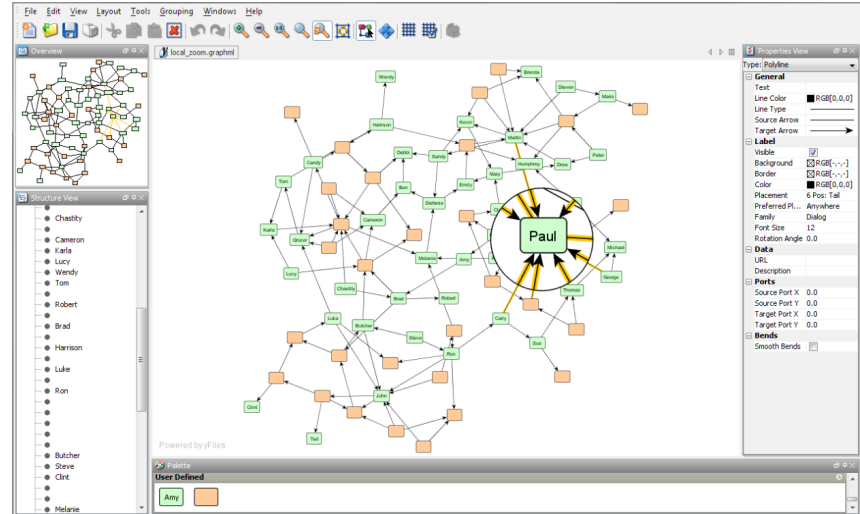 File Edit View Layout Tools Grouping Windows Help
Overview
local_zoom.graphml
Structure View
Chastity
Cameron
Karla
Lucy
Wendy
Tom
Robert
Brad
Harrison
Luke
Ron
Butcher
Steve
Clint
Melanie
Wendy
Brenda
Steven
Marie
Harrison
Kevin
Martin
Debbi
Sandy
Peter
Candy
Humphrey
Drew
Mary
Tom
Ben
Emily
Stefanie
Cameron
Karla
Grover
Paul
Michael
Melanie
Amy
Lucy
George
Chastity
Brad
Robert
Thomas
Luke
Butcher
Carly
Steve
Sue
Ron
John
Clint
Ted
Powered by yFiles
Properties View
Type: Polyline
General
Text
Line Color RGB[0,0,0]
Line Type
Source Arrow
Target Arrow
Label
Visible
Background RGB[-,-,-]
Border RGB[-,-,-]
Color RGB[0,0,0]
Placement 6 Pos: Tail
Preferred Pl... Anywhere
Family Dialog
Font Size 12
Rotation Angle 0.0
Data
URL
Description
Ports
Source Port X 0.0
Source Port Y 0.0
Target Port X 0.0
Target Port Y 0.0
Bends
Smooth Bends
Palette
User Defined
Amy